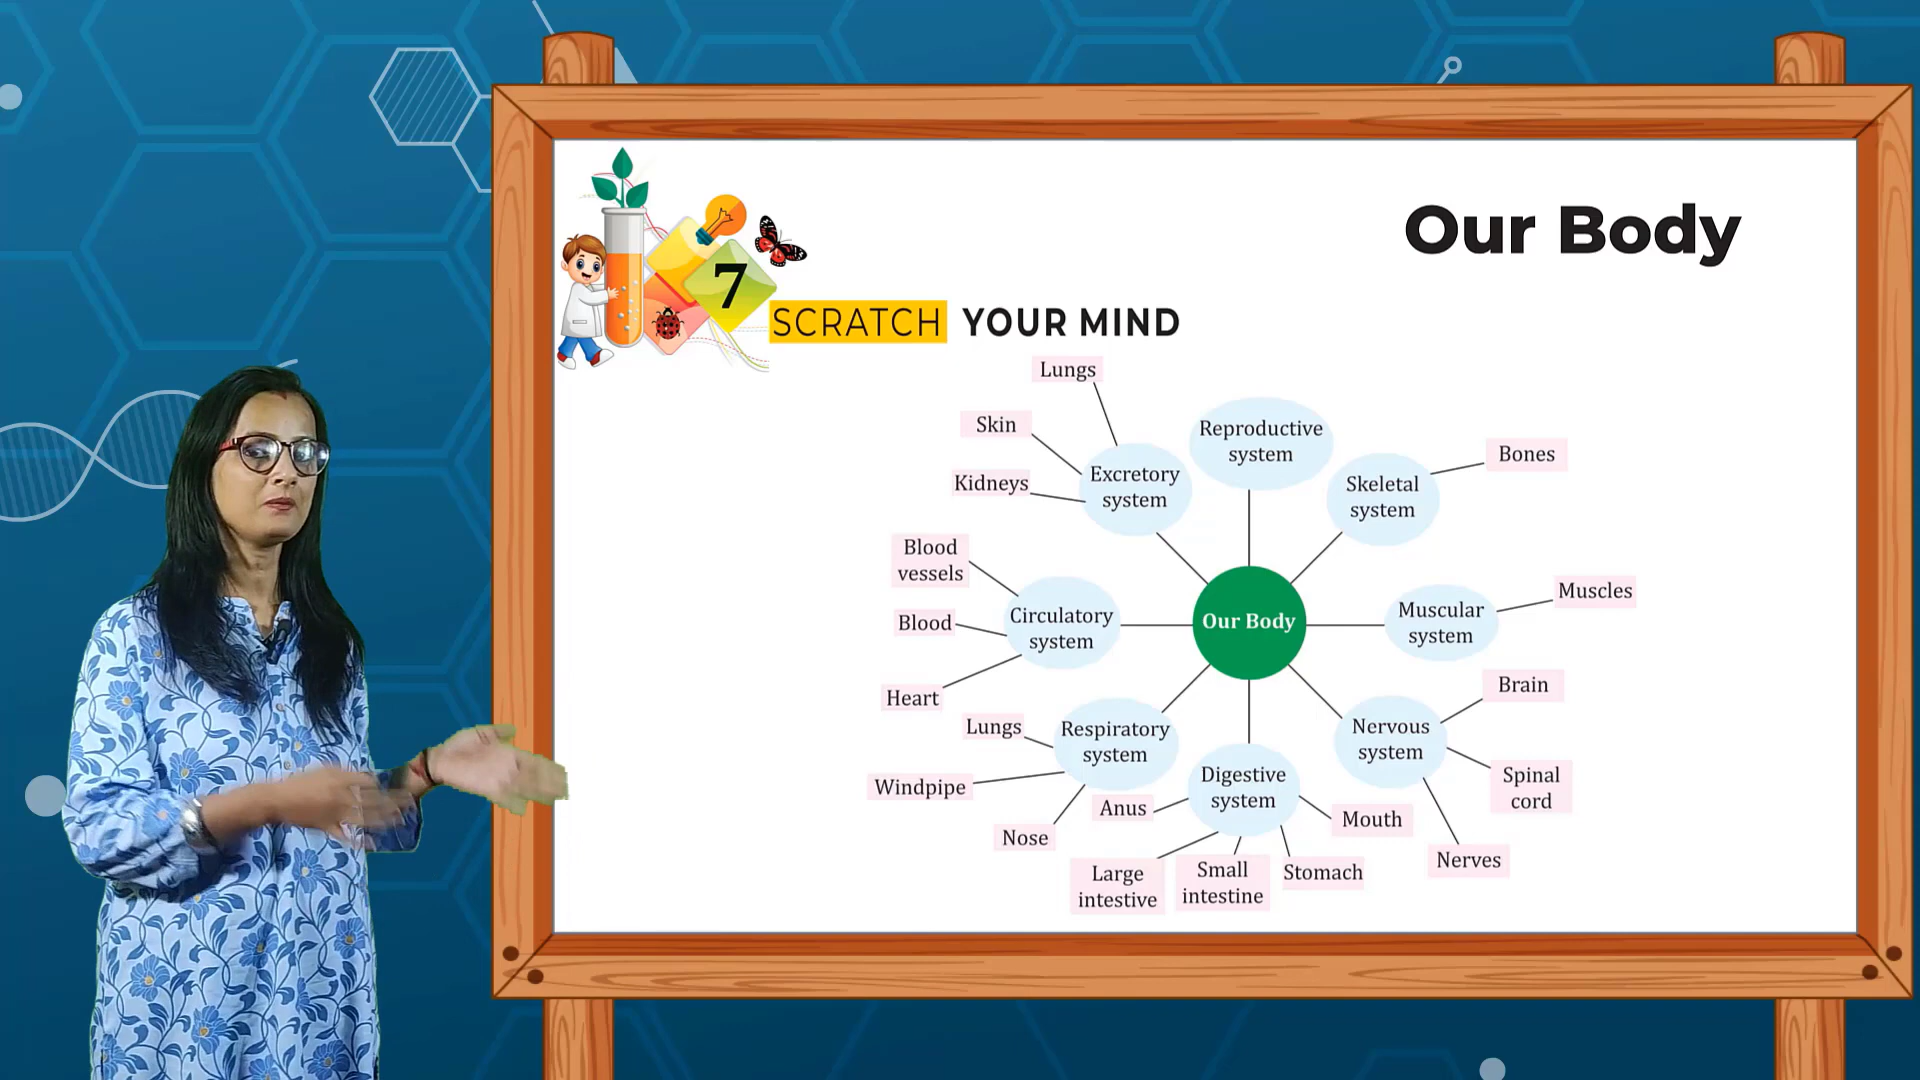 Our Body
7
SCRATCH YOUR MIND
Lungs
Skin
Kidneys
Excretory
system
Reproductive
system
Skeletal
system
Bones
Blood
vessels
Blood
Heart
Circulatory
system
Our Body
Muscular
system
Muscles
Lungs
Windpipe
Nose
Respiratory
system
Digestive
system
Anus
Large
intestive
Small
intestine
Stomach
Mouth
Nervous
system
Brain
Spinal
cord
Nerves